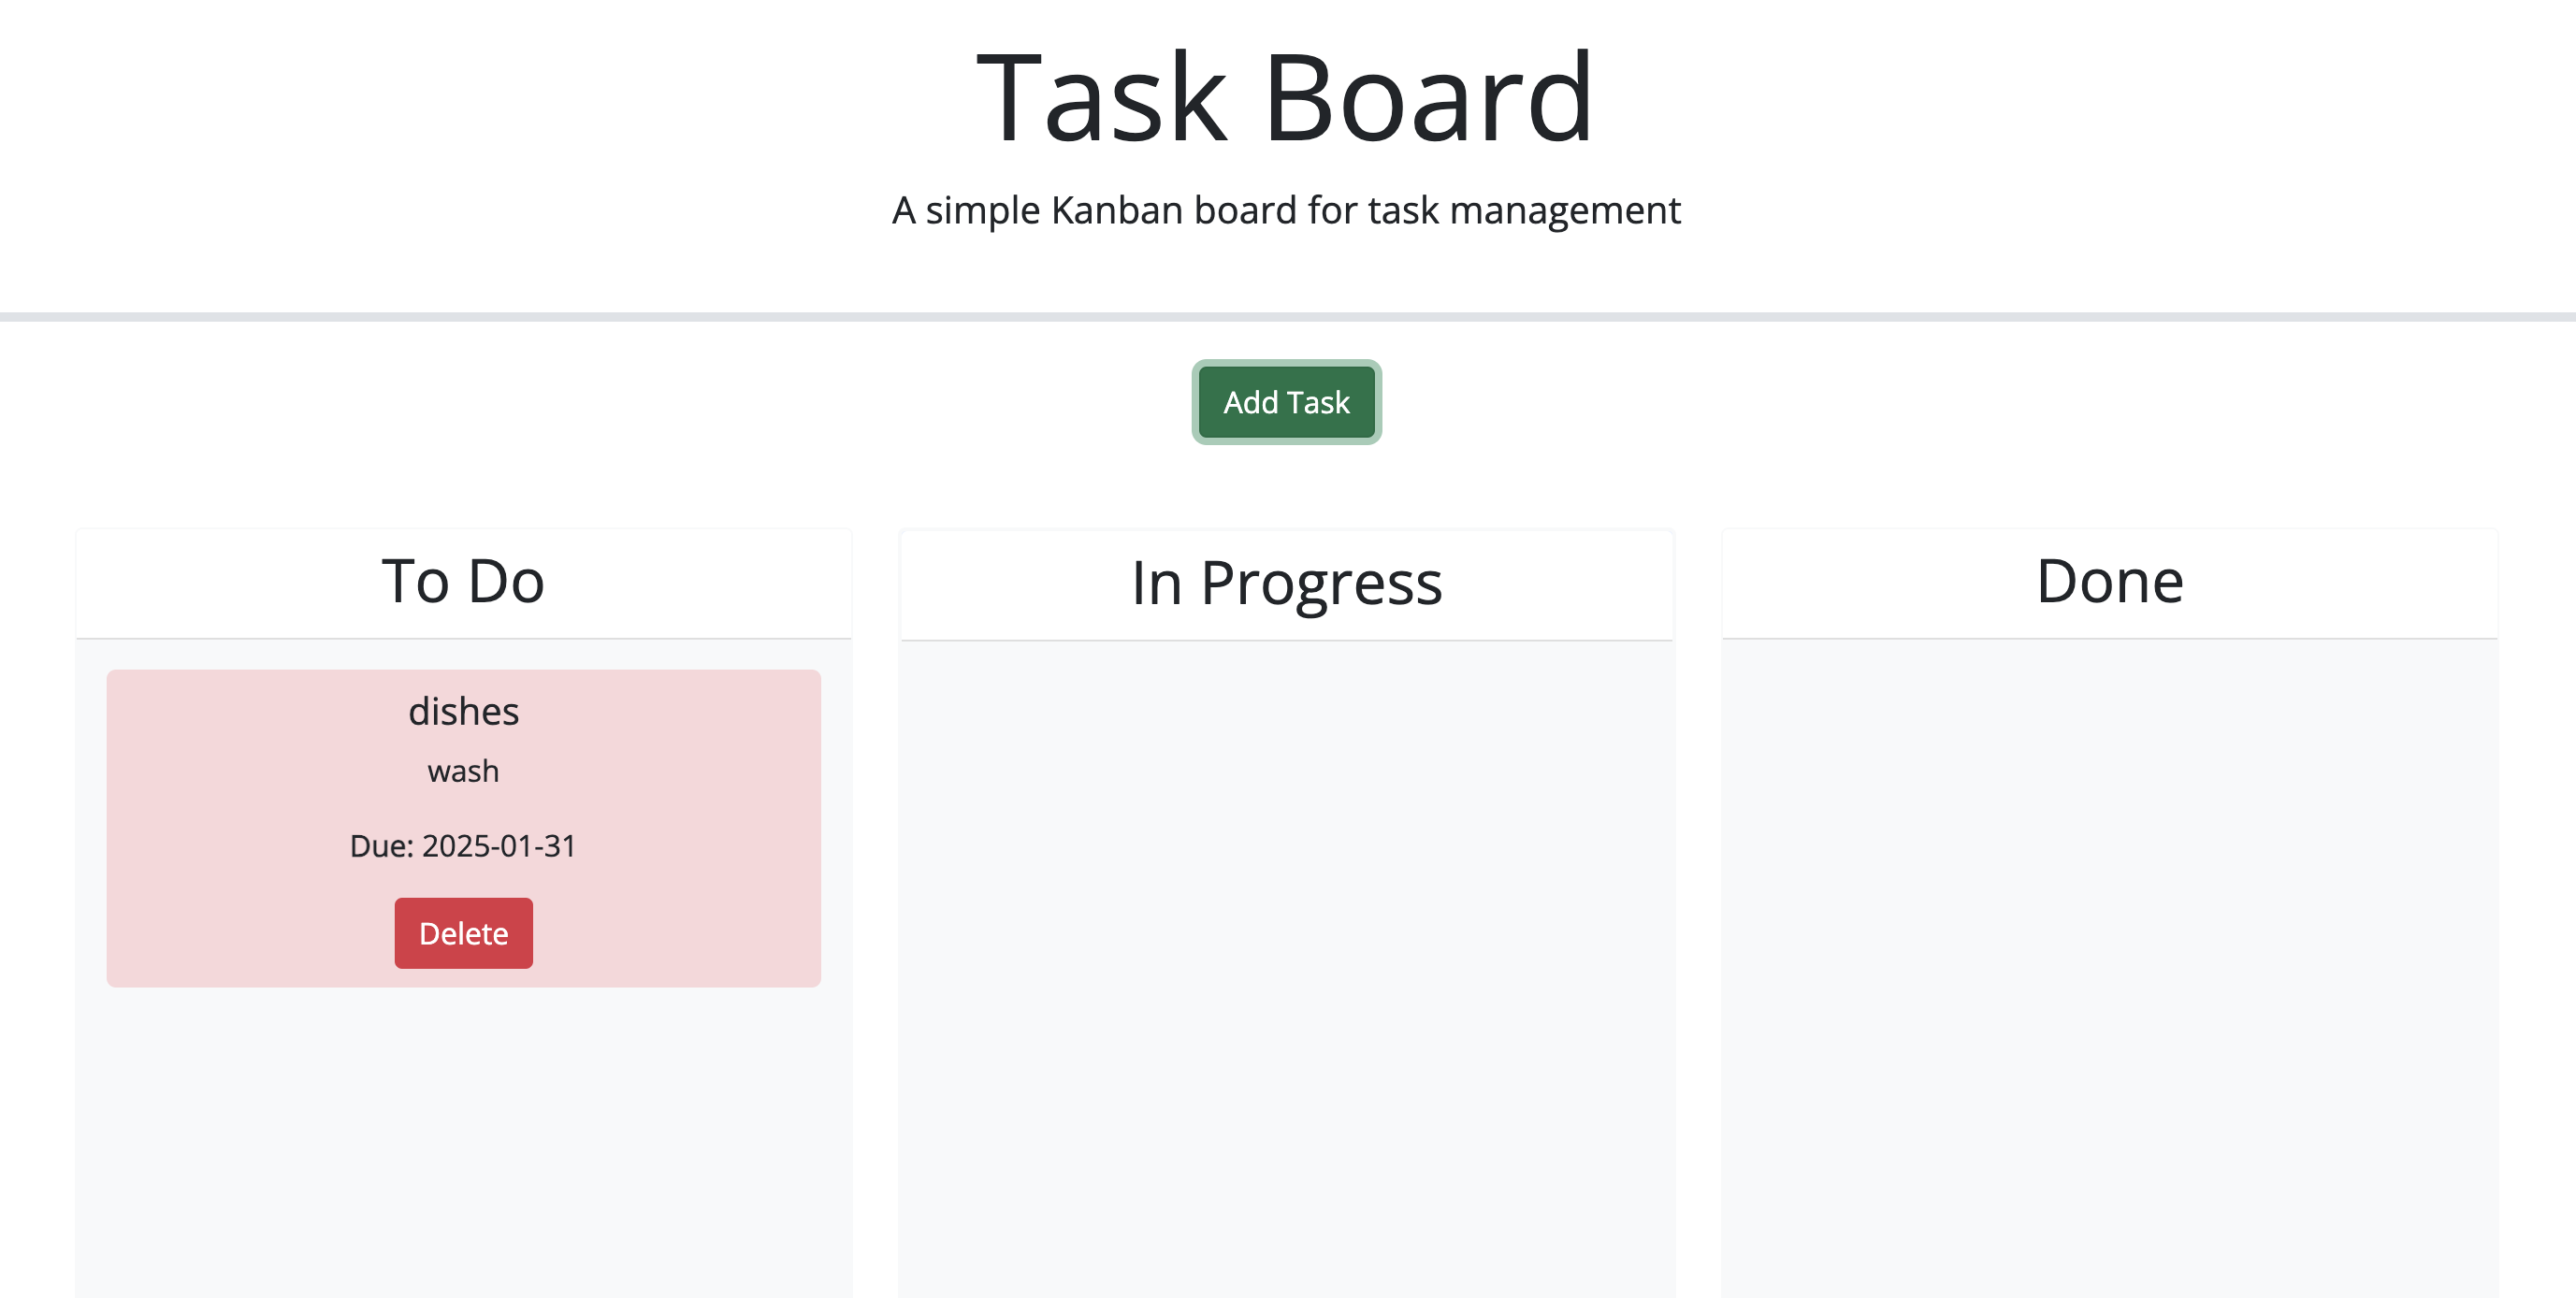 Task Board
A simple Kanban board for task management
Add Task
To Do
dishes
wash
Due: 2025-01-31
Delete
In Progress
Done